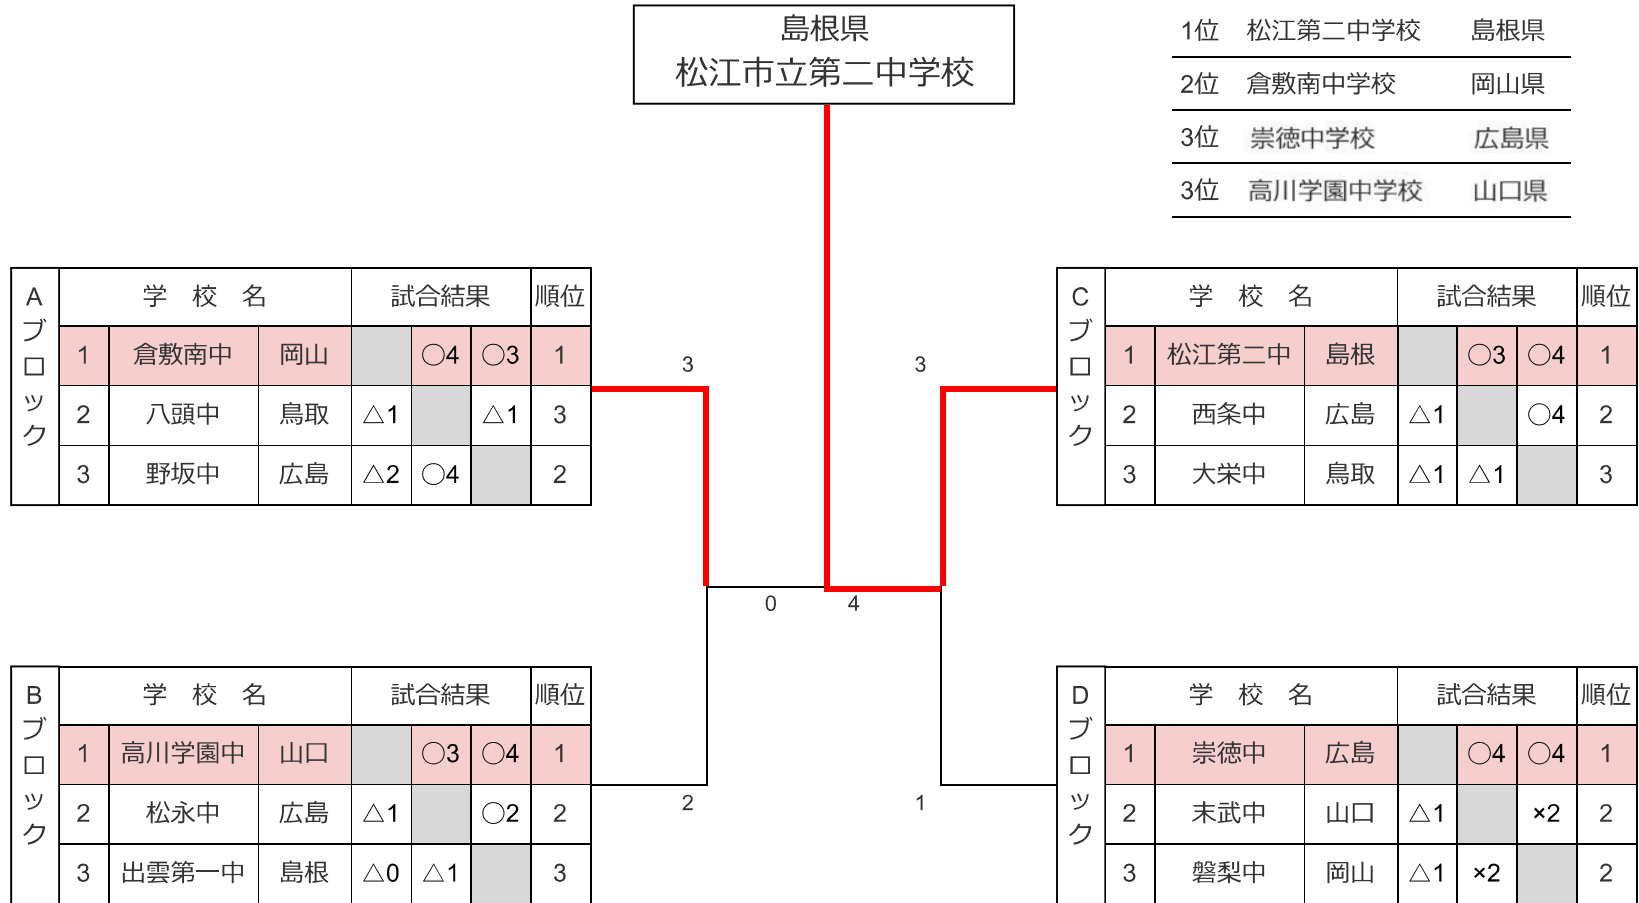 島根県
松江市立第二中学校
1位 松江第二中学校 島根県
2位 倉敷南中学校 岡山県
3位 崇徳中学校 広島県
3位 高川学園中学校 山口県
Aブロック
学 校 名 試合結果 順位
1 倉敷南中 岡山 ○4 ○3 1
2 八頭中 鳥取 △1 △1 3
3 野坂中 広島 △2 ○4 2
3
3
Cブロック
学 校 名 試合結果 順位
1 松江第二中 島根 ○3 ○4 1
2 西条中 広島 △1 ○4 2
3 大栄中 鳥取 △1 △1 3
0 4
Bブロック
学 校 名 試合結果 順位
1 高川学園中 山口 ○3 ○4 1
2 松永中 広島 △1 ○2 2
3 出雲第一中 島根 △0 △1 3
2
1
Dブロック
学 校 名 試合結果 順位
1 崇徳中 広島 ○4 ○4 1
2 末武中 山口 △1 ×2 2
3 磐梨中 岡山 △1 ×2 2